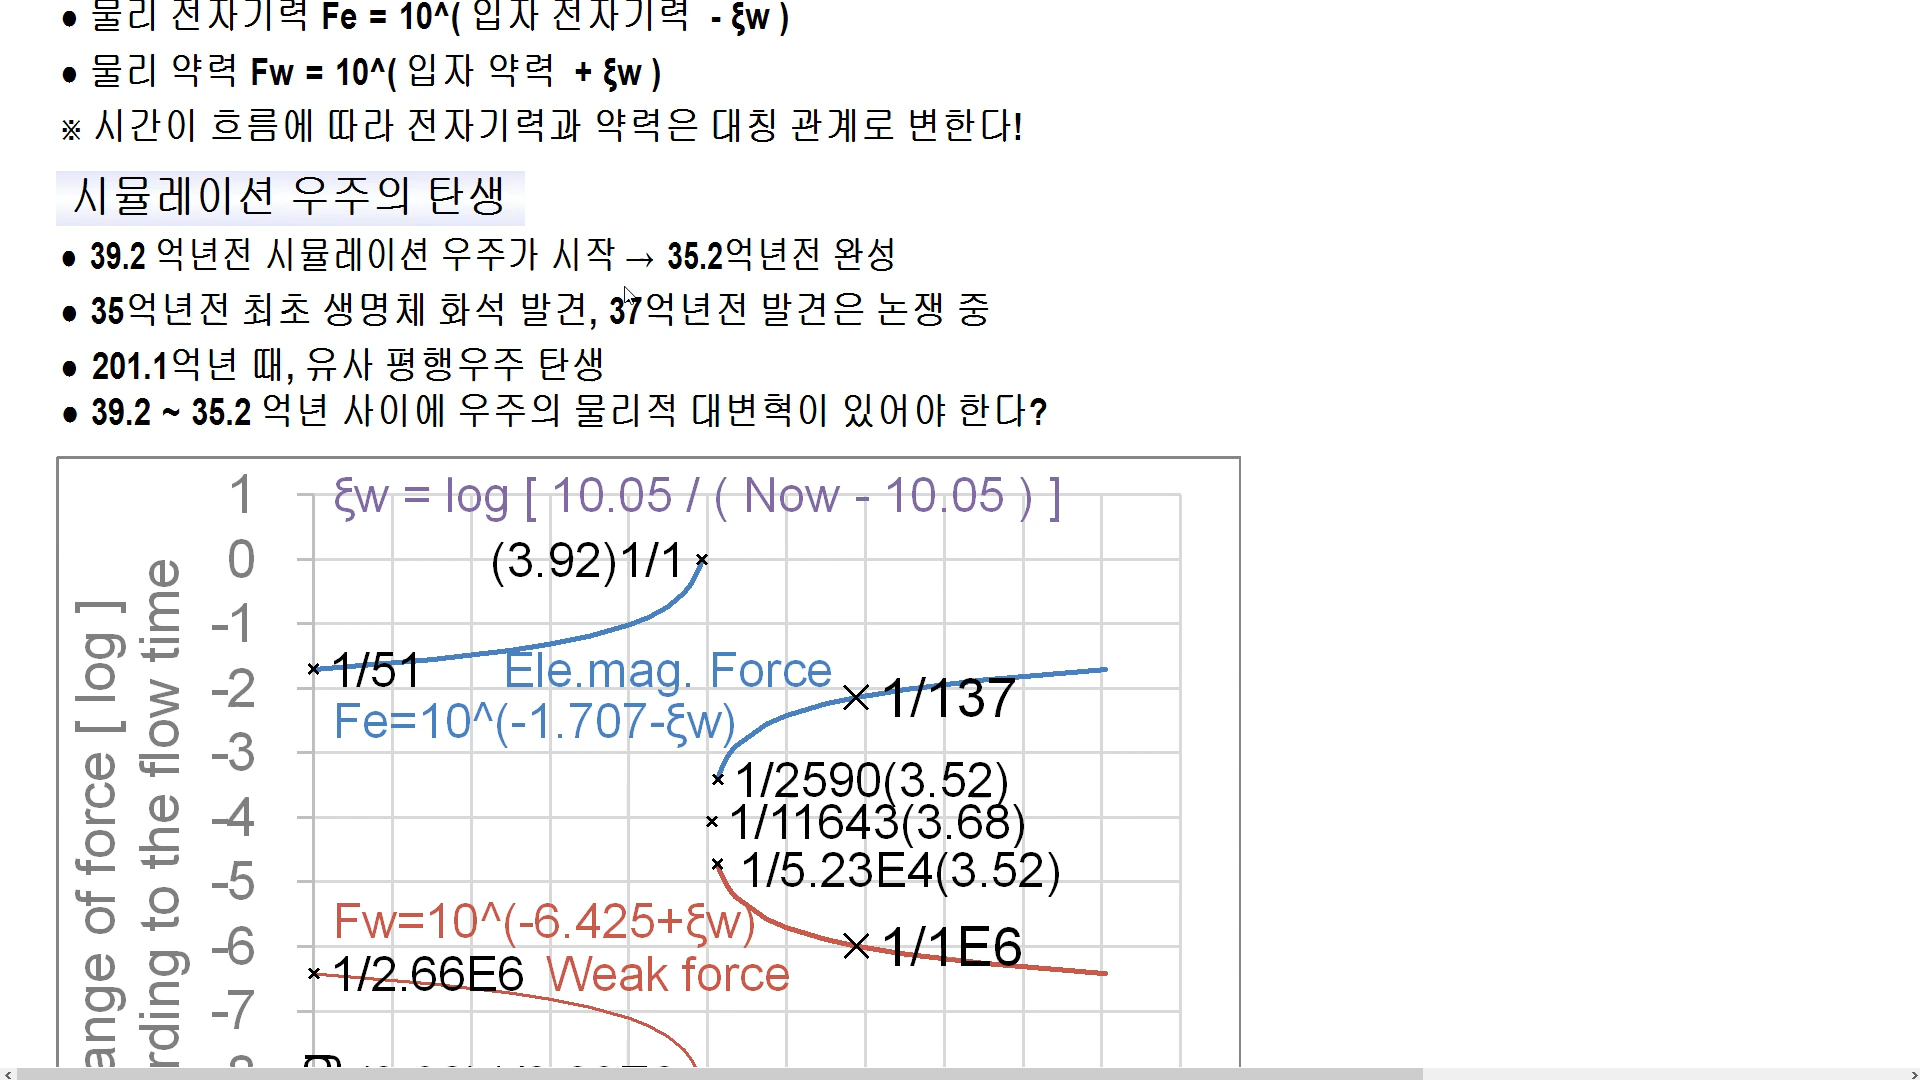 ● 물리 전자기력 Fe = 10^( 입자 전자기력 - ξw )
● 물리 약력 Fw = 10^( 입자 약력 + ξw )
※ 시간이 흐름에 따라 전자기력과 약력은 대칭 관계로 변한다!
시뮬레이션 우주의 탄생
● 39.2 억년전 시뮬레이션 우주가 시작 → 35.2억년전 완성
● 35억년전 최초 생명체 화석 발견, 37억년전 발견은 논쟁 중
● 201.1억년 때, 유사 평행우주 탄생
● 39.2 ~ 35.2 억년 사이에 우주의 물리적 대변혁이 있어야 한다?
ange of force [ log ]
rding to the flow time
1
0
-1
-2
-3
-4
-5
-6
-7
ξw = log [ 10.05 / ( Now - 10.05 ) ]
(3.92)1/1
1/51
Ele.mag. Force
Fe=10^(-1.707-ξw)
1/137
1/2590(3.52)
1/11643(3.68)
1/5.23E4(3.52)
Fw=10^(-6.425+ξw)
1/1E6
1/2.66E6
Weak force